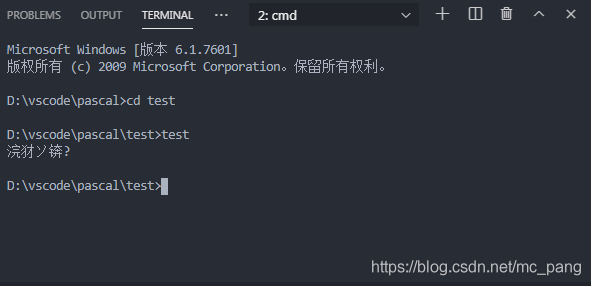 PROBLEMS OUTPUT TERMINAL ··· 2: cmd
Microsoft Windows [版本 6.1.7601]
版权所有 (c) 2009 Microsoft Corporation。保留所有权利。
D:\vscode\pascal>cd test
D:\vscode\pascal\test>test
浣犲ソ锛?
D:\vscode\pascal\test>
https://blog.csdn.net/mc_pang